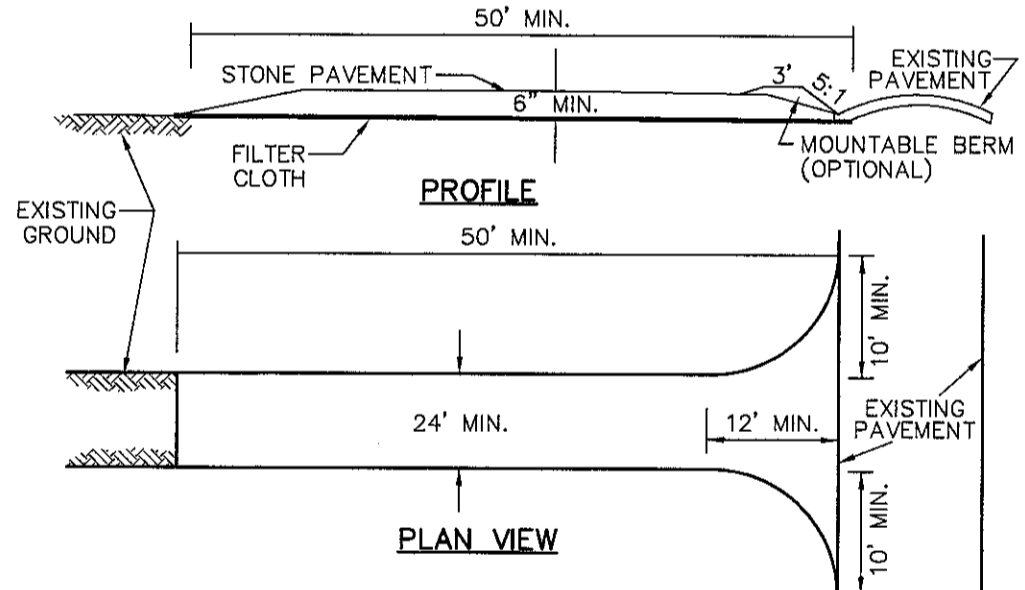 50' MIN.
STONE PAVEMENT
3'
5:1
EXISTING
PAVEMENT
6" MIN.
FILTER
CLOTH
MOUNTABLE BERM
(OPTIONAL)
PROFILE
EXISTING
GROUND
50' MIN.
10' MIN.
24' MIN.
12' MIN.
EXISTING
PAVEMENT
10' MIN.
PLAN VIEW